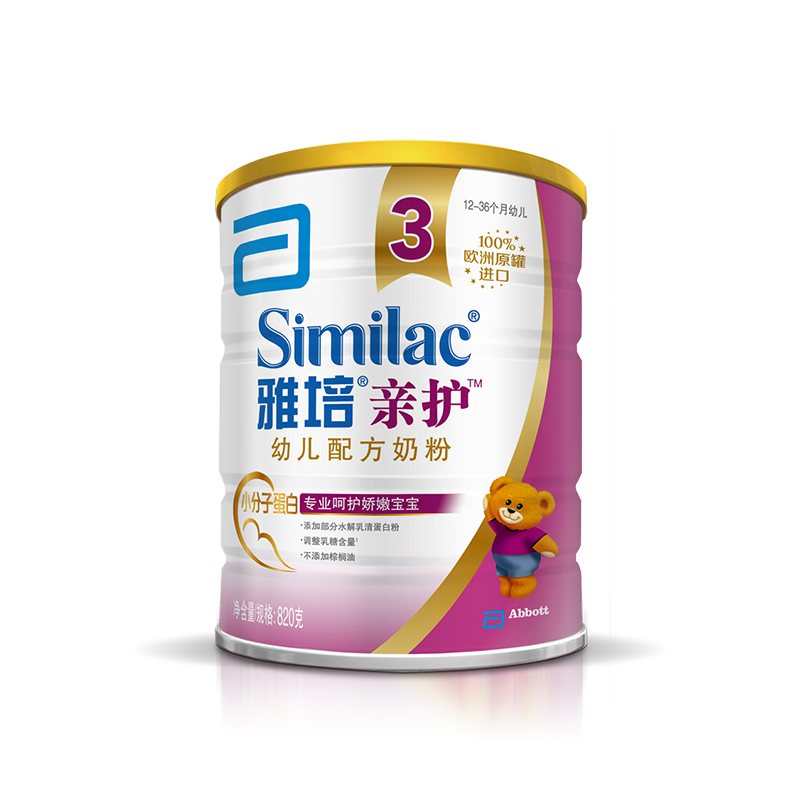 3
12-36个月幼儿
100%
欧洲原罐
进口
Similac®
雅培®亲护™
幼儿配方奶粉
小分子蛋白
专业呵护娇嫩宝宝
·添加部分水解乳清蛋白粉
·调整乳糖含量¹
·不添加棕榈油
净含量/规格:820克
Abbott